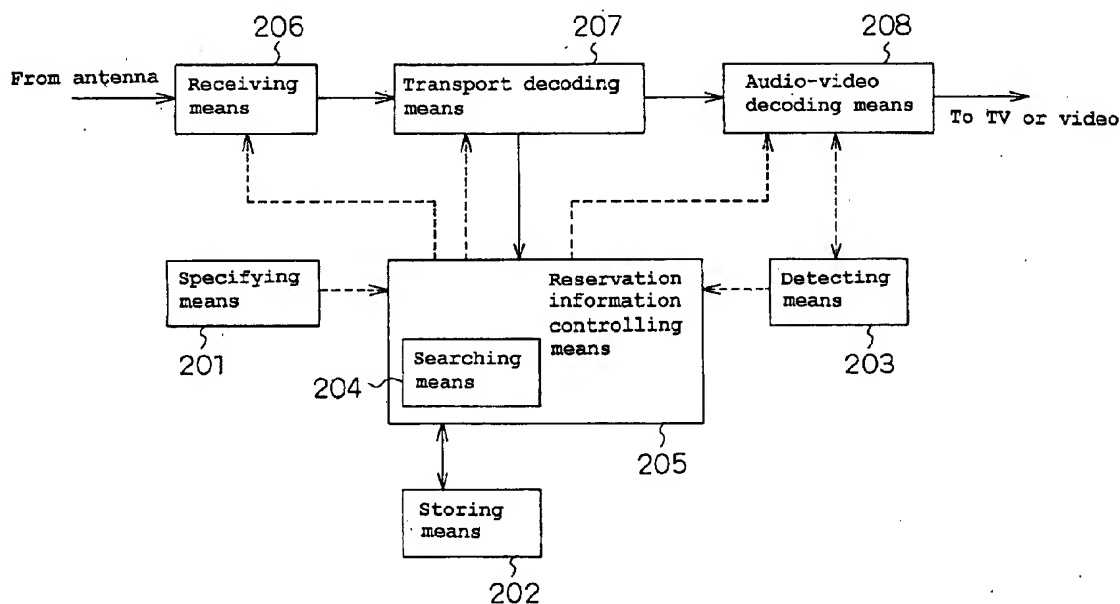 206
207
208
From antenna
Receiving
means
Transport decoding
means
Audio-video
decoding means
To TV or video
Specifying
means
201
Reservation
information
controlling
means
Searching
means
204
205
Detecting
means
203
Storing
means
202